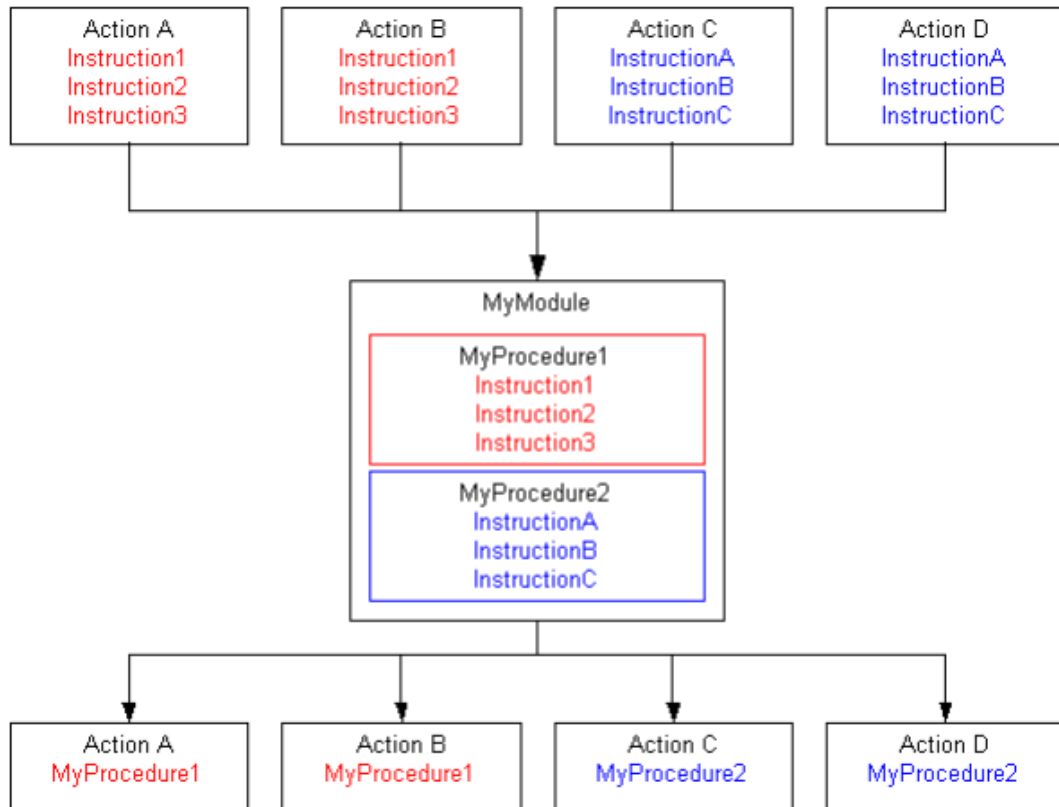 Action A
Instruction1
Instruction2
Instruction3
Action B
Instruction1
Instruction2
Instruction3
Action C
InstructionA
InstructionB
InstructionC
Action D
InstructionA
InstructionB
InstructionC
MyModule
MyProcedure1
Instruction1
Instruction2
Instruction3
MyProcedure2
InstructionA
InstructionB
InstructionC
Action A
MyProcedure1
Action B
MyProcedure1
Action C
MyProcedure2
Action D
MyProcedure2